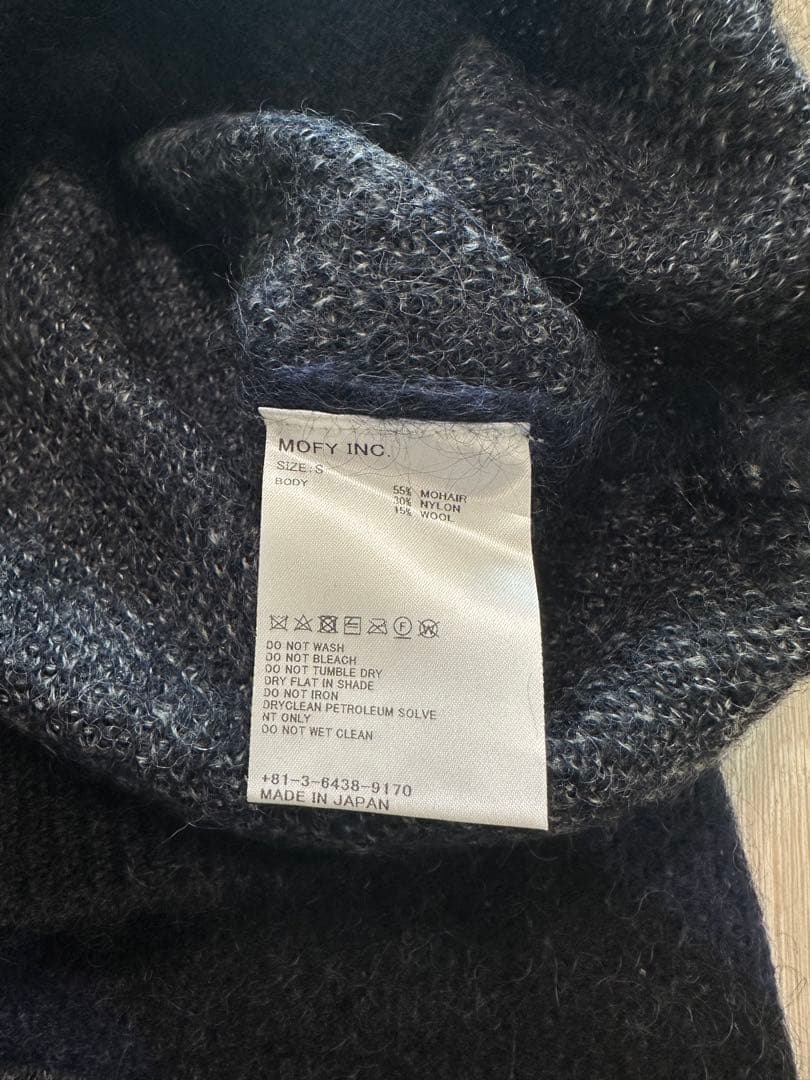 MOFY INC.
SIZE:S
BODY
55% MOHAIR
30% NYLON
15% WOOL
DO NOT WASH
DO NOT BLEACH
DO NOT TUMBLE DRY
DRY FLAT IN SHADE
DO NOT IRON
DRYCLEAN PETROLEUM SOLVE
NT ONLY
DO NOT WET CLEAN
+81-3-6438-9170
MADE IN JAPAN